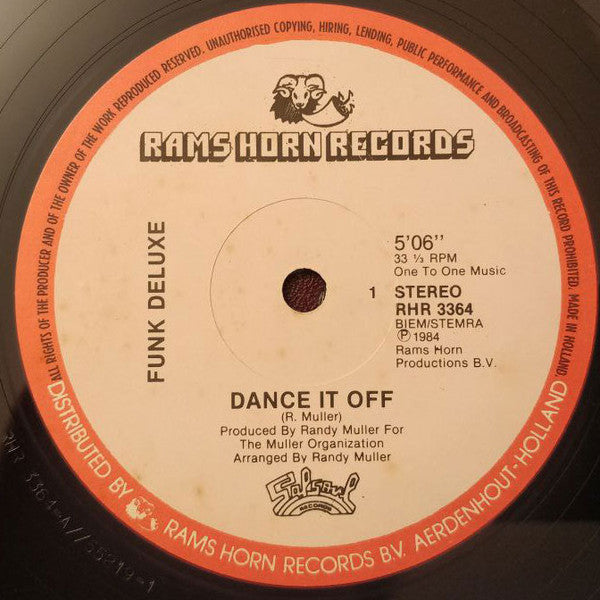 ALL RIGHTS OF THE PRODUCER AND OF THE OWNER OF THE WORK REPRODUCED RESERVED. UNAUTHORISED COPYING, HIRING, LENDING, PUBLIC PERFORMANCE AND BROADCASTING OF THIS RECORD PROHIBITED. MADE IN HOLLAND.
RAMS HORN RECORDS
FUNK DELUXE
5'06"
33 ⅓ RPM
One To One Music
1 STEREO
RHR 3364
BIEM/STEMRA
Ⓟ 1984
Rams Horn
Productions B.V.
DANCE IT OFF
(R. Muller)
Produced By Randy Muller For
The Muller Organization
Arranged By Randy Muller
Salsoul
RECORDS
DISTRIBUTED BY RAMS HORN RECORDS B.V. AERDENHOUT-HOLLAND
RHR 3364-A//55219-1